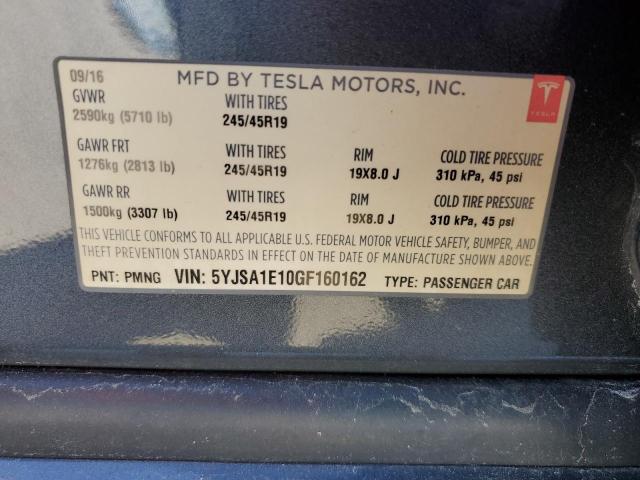 09/16 MFD BY TESLA MOTORS, INC.
TESLA
GVWR WITH TIRES
2590kg (5710 lb) 245/45R19
GAWR FRT WITH TIRES RIM COLD TIRE PRESSURE
1276kg (2813 lb) 245/45R19 19X8.0 J 310 kPa, 45 psi
GAWR RR WITH TIRES RIM COLD TIRE PRESSURE
1500kg (3307 lb) 245/45R19 19X8.0 J 310 kPa, 45 psi
THIS VEHICLE CONFORMS TO ALL APPLICABLE U.S. FEDERAL MOTOR VEHICLE SAFETY, BUMPER, AND
THEFT PREVENTION STANDARDS IN EFFECT ON THE DATE OF MANUFACTURE SHOWN ABOVE.
PNT: PMNG VIN: 5YJSA1E10GF160162 TYPE: PASSENGER CAR